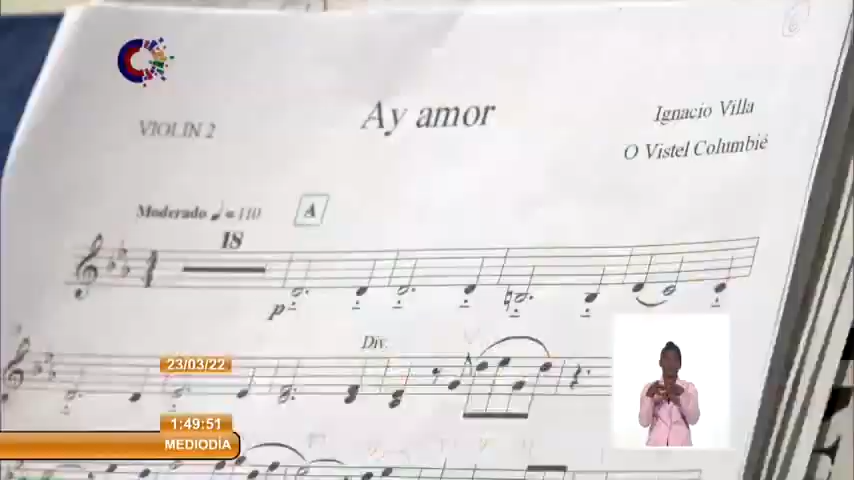 Ay amor
VIOLIN 2
Ignacio Villa
O Vistel Columbié
Moderado ♩ = 110
A
18
p
Div.
23/03/22
1:49:51
MEDIODÍA